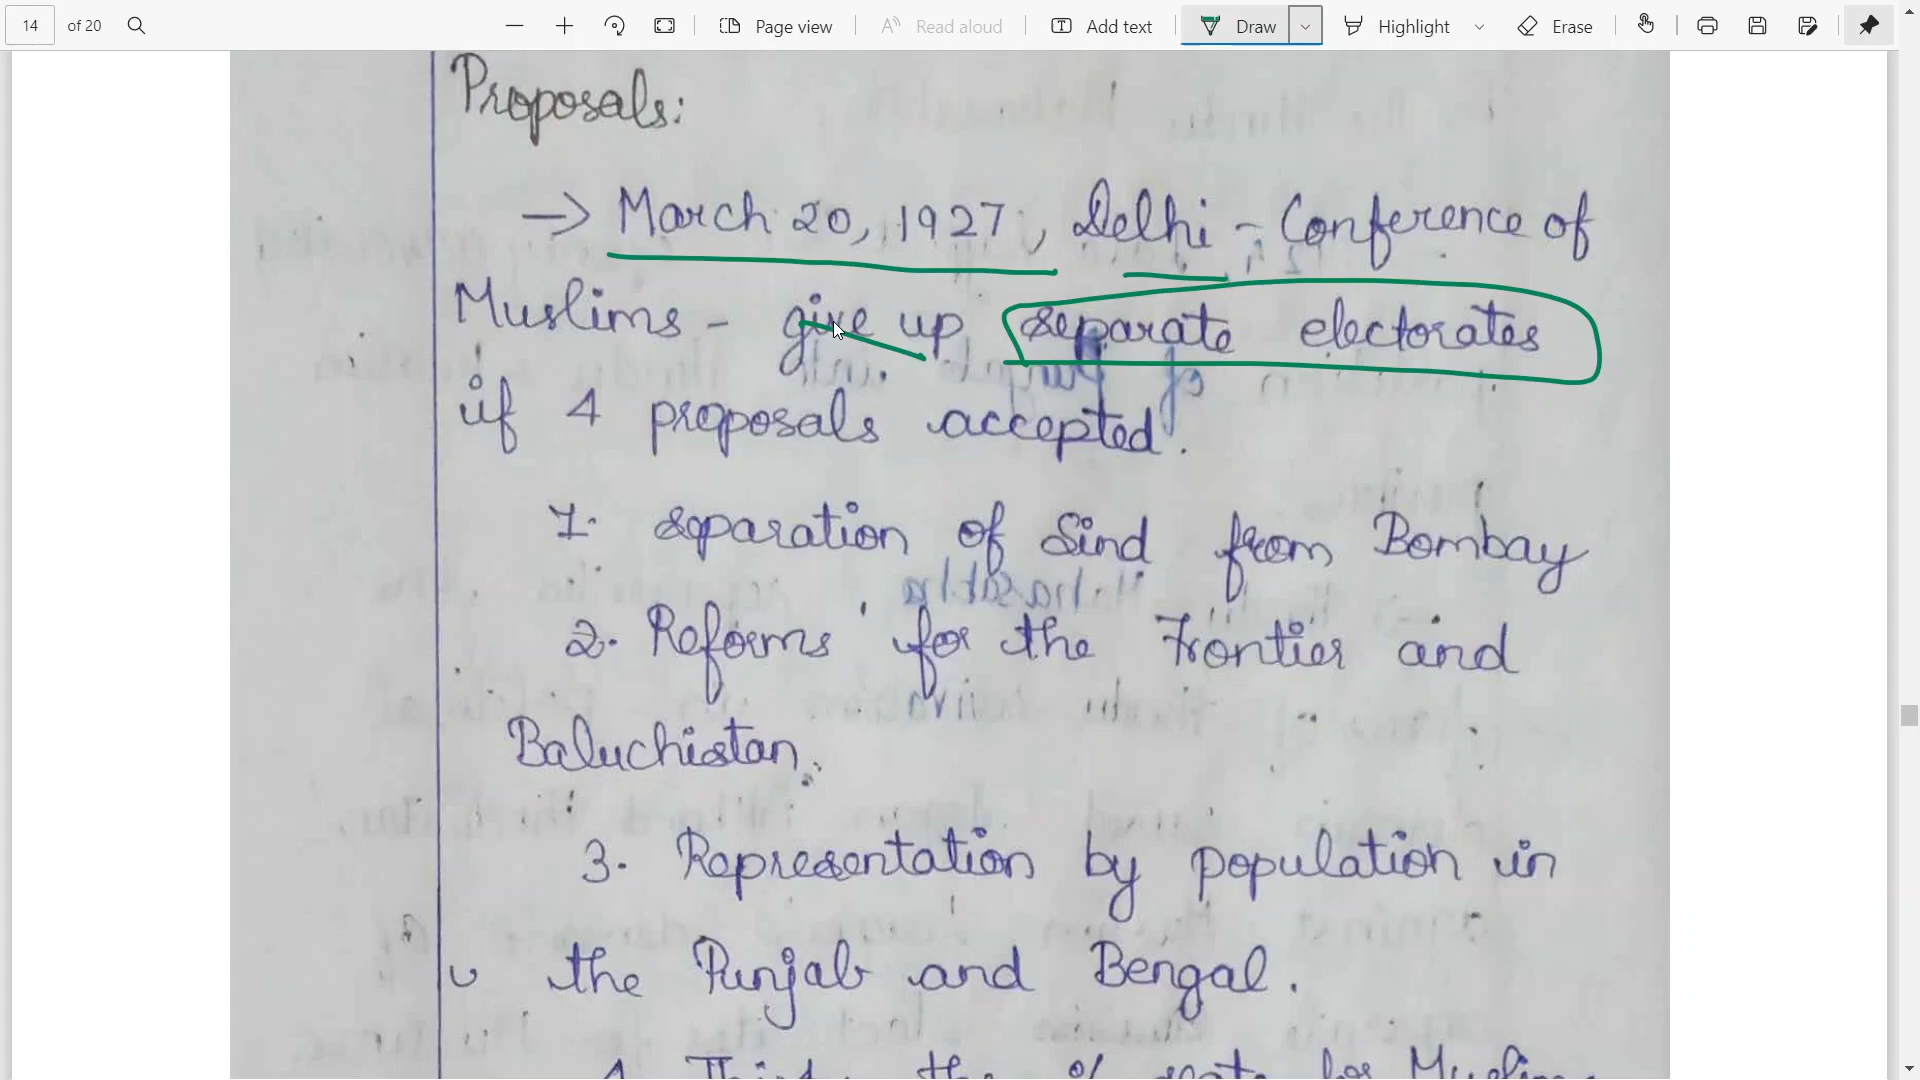 14 of 20 Page view Read aloud Add text Draw Highlight Erase
Proposals:
→ March 20, 1927, Delhi - Conference of
Muslims - give up separate electorates
if 4 proposals accepted.
1. separation of Sind from Bombay
2. Reforms for the Frontier and
Baluchistan.
3. Representation by population in
the Punjab and Bengal.